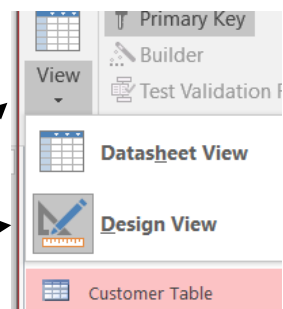 Primary Key
Builder
View
Test Validation
Datasheet View
Design View
Customer Table